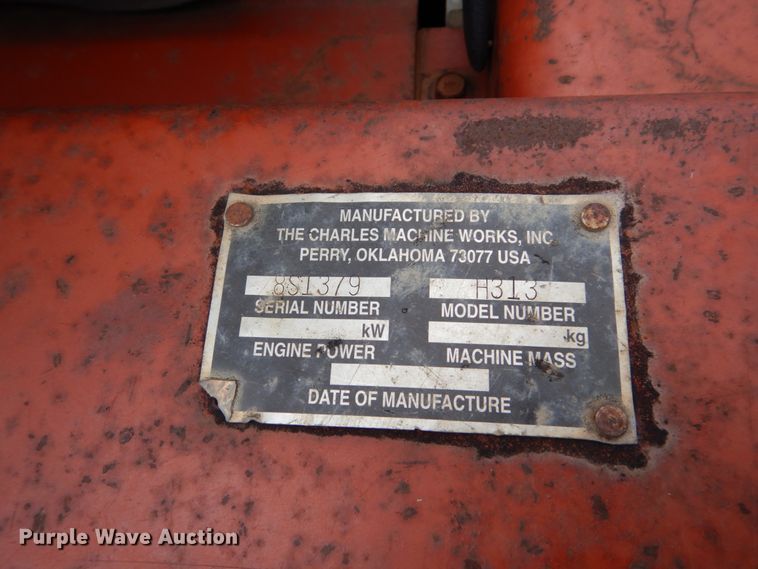 MANUFACTURED BY
THE CHARLES MACHINE WORKS, INC
PERRY, OKLAHOMA 73077 USA
8S1379 H313
SERIAL NUMBER MODEL NUMBER
kW kg
ENGINE POWER MACHINE MASS
DATE OF MANUFACTURE
Purple Wave Auction